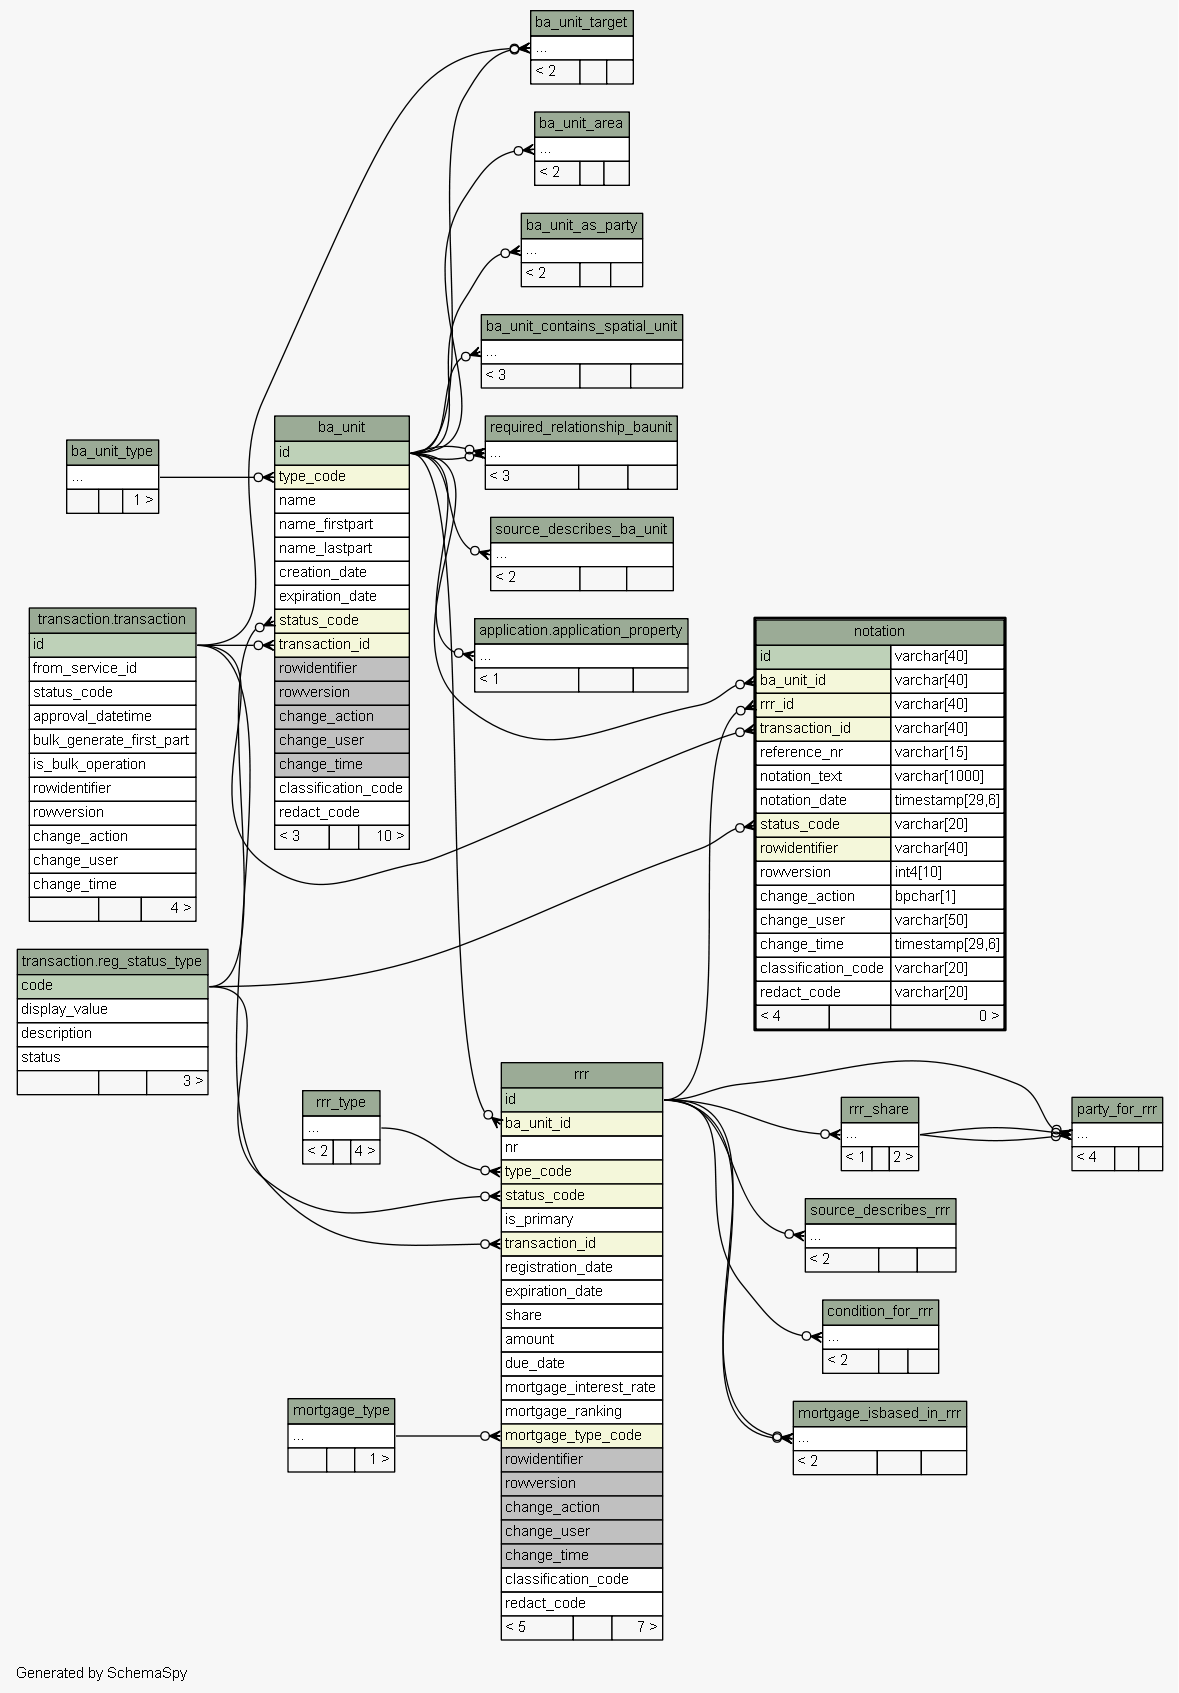 ba_unit_target
...
< 2
ba_unit_area
...
< 2
ba_unit_as_party
...
< 2
ba_unit_contains_spatial_unit
...
< 3
required_relationship_baunit
...
< 3
source_describes_ba_unit
...
< 2
application.application_property
...
< 1
ba_unit_type
...
1 >
ba_unit
id
type_code
name
name_firstpart
name_lastpart
creation_date
expiration_date
status_code
transaction_id
rowidentifier
rowversion
change_action
change_user
change_time
classification_code
redact_code
< 3 10 >
transaction.transaction
id
from_service_id
status_code
approval_datetime
bulk_generate_first_part
is_bulk_operation
rowidentifier
rowversion
change_action
change_user
change_time
4 >
transaction.reg_status_type
code
display_value
description
status
3 >
notation
id varchar[40]
ba_unit_id varchar[40]
rrr_id varchar[40]
transaction_id varchar[40]
reference_nr varchar[15]
notation_text varchar[1000]
notation_date timestamp[29,6]
status_code varchar[20]
rowidentifier varchar[40]
rowversion int4[10]
change_action bpchar[1]
change_user varchar[50]
change_time timestamp[29,6]
classification_code varchar[20]
redact_code varchar[20]
< 4 0 >
rrr_type
...
< 2 4 >
mortgage_type
...
1 >
rrr
id
ba_unit_id
nr
type_code
status_code
is_primary
transaction_id
registration_date
expiration_date
share
amount
due_date
mortgage_interest_rate
mortgage_ranking
mortgage_type_code
rowidentifier
rowversion
change_action
change_user
change_time
classification_code
redact_code
< 5 7 >
rrr_share
...
< 1 2 >
party_for_rrr
...
< 4
source_describes_rrr
...
< 2
condition_for_rrr
...
< 2
mortgage_isbased_in_rrr
...
< 2
Generated by SchemaSpy